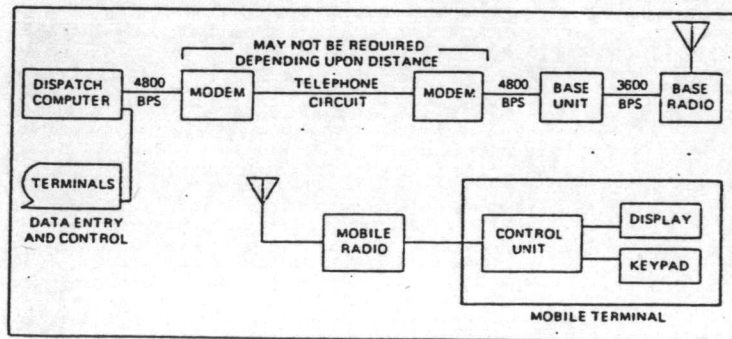 MAY NOT BE REQUIRED
DEPENDING UPON DISTANCE
DISPATCH
COMPUTER
4800
BPS
MODEM
TELEPHONE
CIRCUIT
MODEM
4800
BPS
BASE
UNIT
3600
BPS
BASE
RADIO
TERMINALS
DATA ENTRY
AND CONTROL
MOBILE
RADIO
CONTROL
UNIT
DISPLAY
KEYPAD
MOBILE TERMINAL